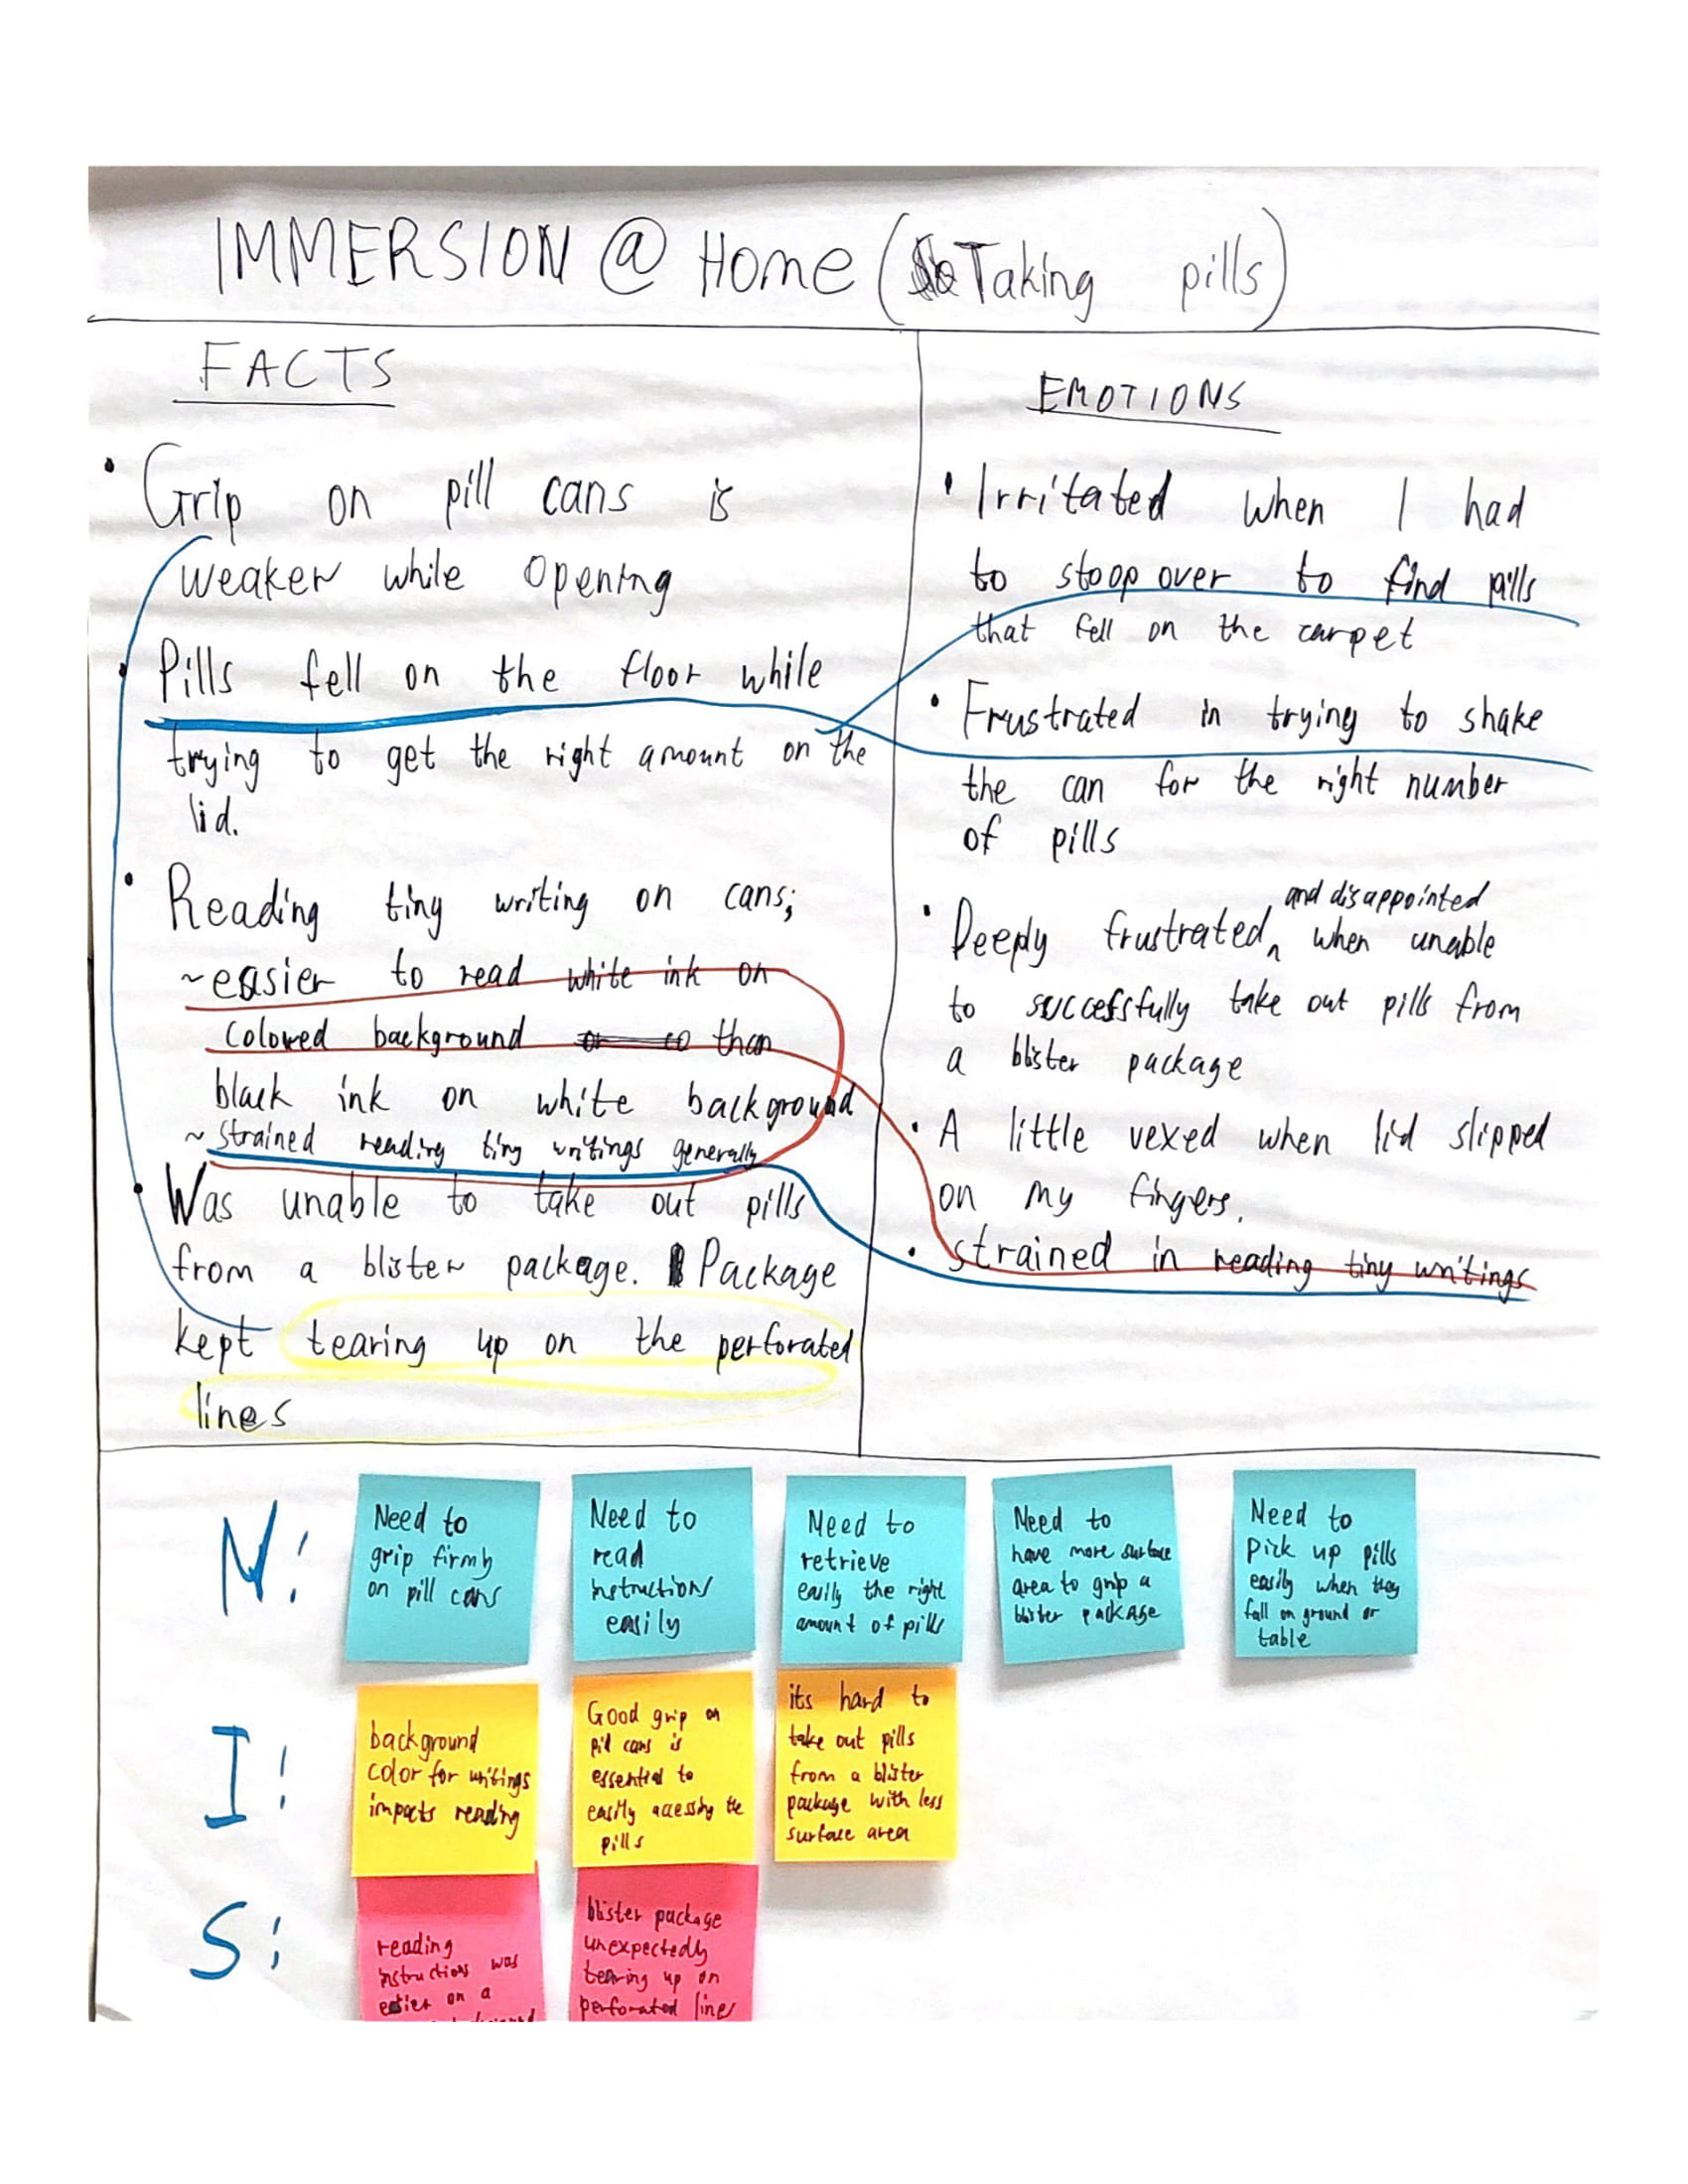 IMMERSION @ Home (Taking pills)
FACTS
• Grip on pill cans is
weaker while opening
• Pills fell on the floor while
trying to get the right amount on the
lid.
• Reading tiny writing on cans;
~ easier to read white ink on
colored background than
black ink on white background
~ strained reading tiny writings generally
• Was unable to take out pills
from a blister package. Package
kept tearing up on the perforated
lines
EMOTIONS
• Irritated when I had
to stoop over to find pills
that fell on the carpet
• Frustrated in trying to shake
the can for the right number
of pills
and disappointed
• Deeply frustrated ^ when unable
to successfully take out pills from
a blister package
• A little vexed when lid slipped
on my fingers.
• strained in reading tiny writings
N:
Need to
grip firmly
on pill cans
Need to
read
instructions
easily
Need to
retrieve
easily the right
amount of pills
Need to
have more surface
area to grip a
blister package
Need to
pick up pills
easily when they
fall on ground or
table
I:
background
color for writings
impacts reading
Good grip on
pill cans is
essential to
easily accessing the
pills
its hard to
take out pills
from a blister
package with less
surface area
S:
reading
instructions was
easier on a
blister package
unexpectedly
tearing up on
perforated lines